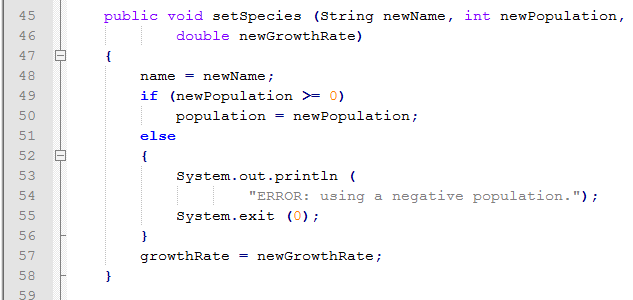 45 public void setSpecies (String newName, int newPopulation,
46 double newGrowthRate)
47 {
48 name = newName;
49 if (newPopulation >= 0)
50 population = newPopulation;
51 else
52 {
53 System.out.println (
54 "ERROR: using a negative population.");
55 System.exit (0);
56 }
57 growthRate = newGrowthRate;
58 }
59